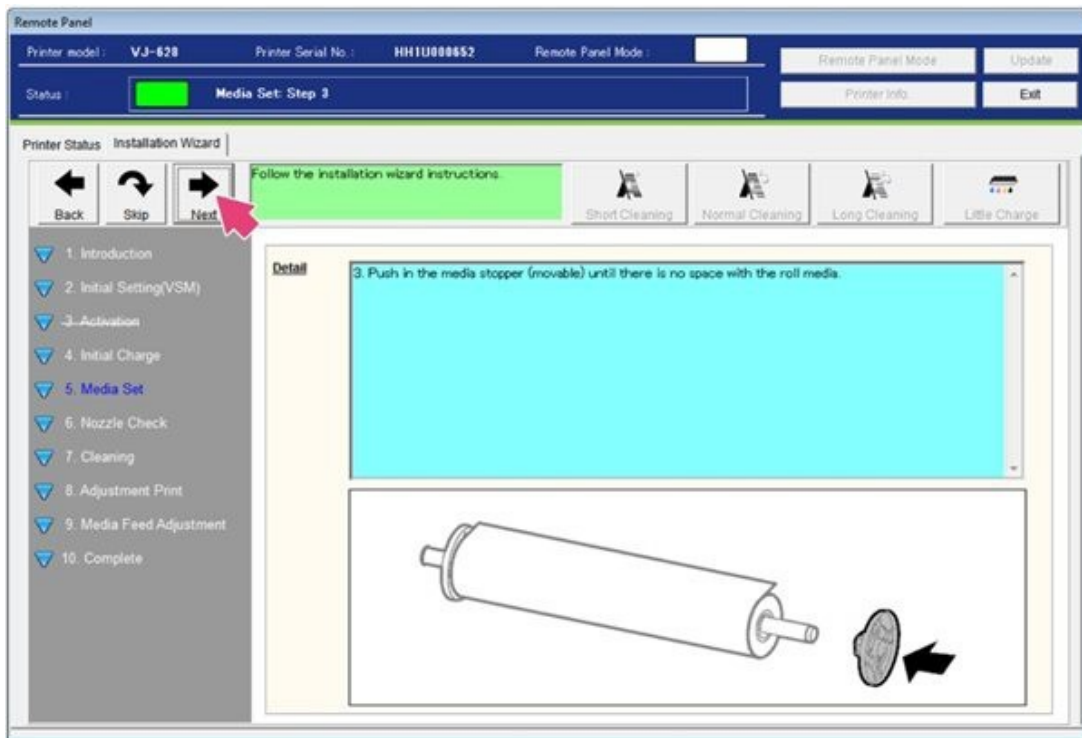 Remote Panel
Printer model : VJ-628 Printer Serial No. : HH1U000652 Remote Panel Mode :
Remote Panel Mode Update
Status : Media Set: Step 3
Printer Info. Exit
Printer Status Installation Wizard
Follow the installation wizard instructions.
Back Skip Next Short Cleaning Normal Cleaning Long Cleaning Little Charge
1. Introduction
2. Initial Setting(VSM)
3. Activation
4. Initial Charge
5. Media Set
6. Nozzle Check
7. Cleaning
8. Adjustment Print
9. Media Feed Adjustment
10. Complete
Detail
3. Push in the media stopper (movable) until there is no space with the roll media.